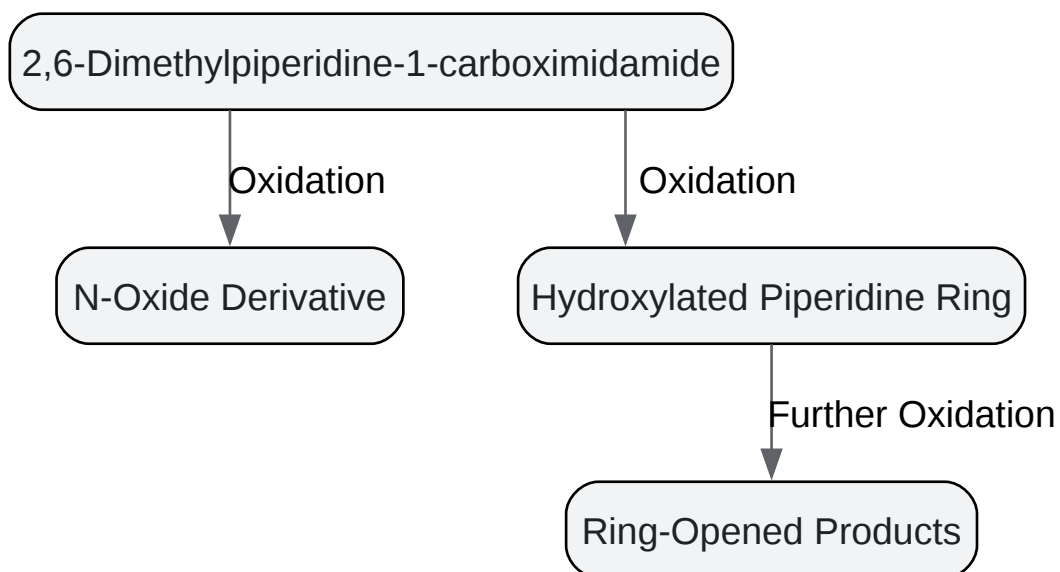 2,6-Dimethylpiperidine-1-carboximidamide
Oxidation
Oxidation
N-Oxide Derivative
Hydroxylated Piperidine Ring
Further Oxidation
Ring-Opened Products